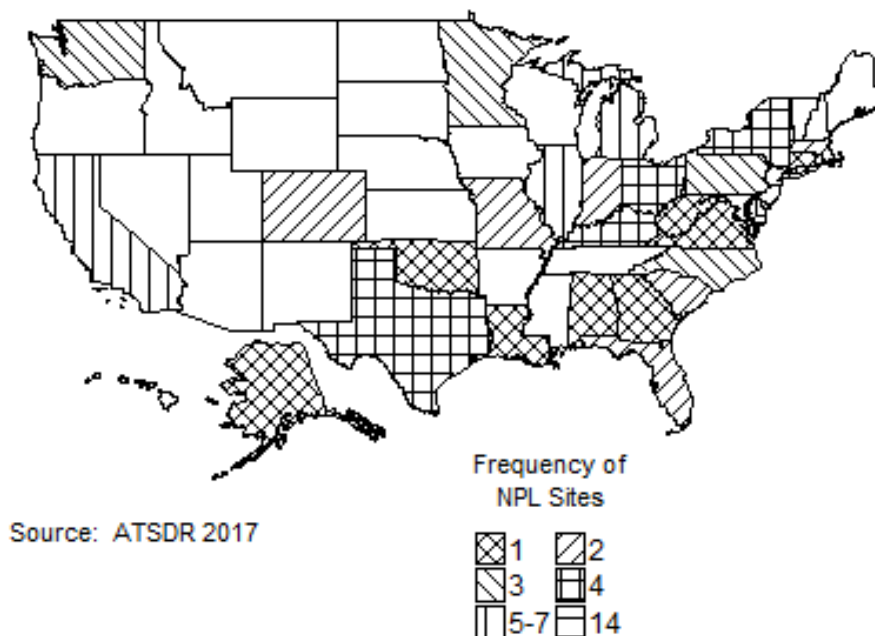 Frequency of
NPL Sites
Source: ATSDR 2017
1 2
3 4
5-7 14